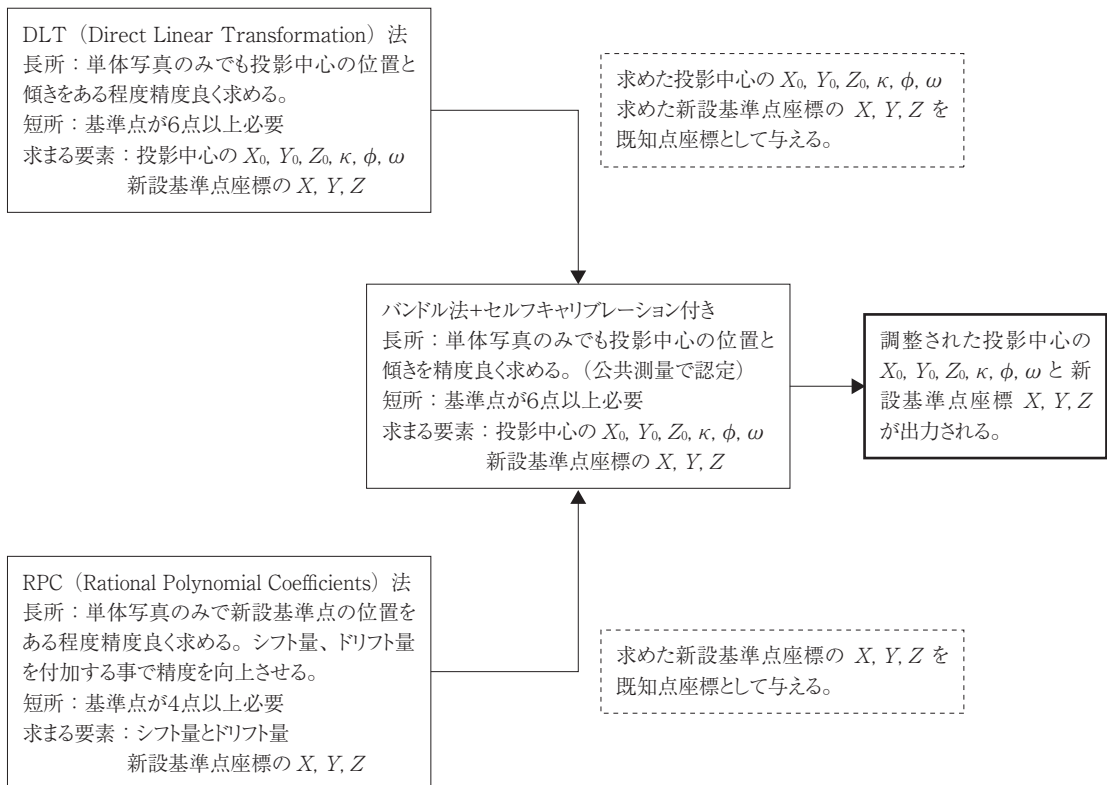 DLT（Direct Linear Transformation）法
長所：単体写真のみでも投影中心の位置と
傾きをある程度精度良く求める。
短所：基準点が6点以上必要
求まる要素：投影中心の X₀, Y₀, Z₀, κ, ϕ, ω
新設基準点座標の X, Y, Z
求めた投影中心の X₀, Y₀, Z₀, κ, ϕ, ω
求めた新設基準点座標の X, Y, Z を
既知点座標として与える。
バンドル法+セルフキャリブレーション付き
長所：単体写真のみでも投影中心の位置と
傾きを精度良く求める。（公共測量で認定）
短所：基準点が6点以上必要
求まる要素：投影中心の X₀, Y₀, Z₀, κ, ϕ, ω
新設基準点座標の X, Y, Z
調整された投影中心の
X₀, Y₀, Z₀, κ, ϕ, ω と 新
設基準点座標 X, Y, Z
が出力される。
RPC（Rational Polynomial Coefficients）法
長所：単体写真のみで新設基準点の位置を
ある程度精度良く求める。シフト量、ドリフト量
を付加する事で精度を向上させる。
短所：基準点が4点以上必要
求まる要素：シフト量とドリフト量
新設基準点座標の X, Y, Z
求めた新設基準点座標の X, Y, Z を
既知点座標として与える。